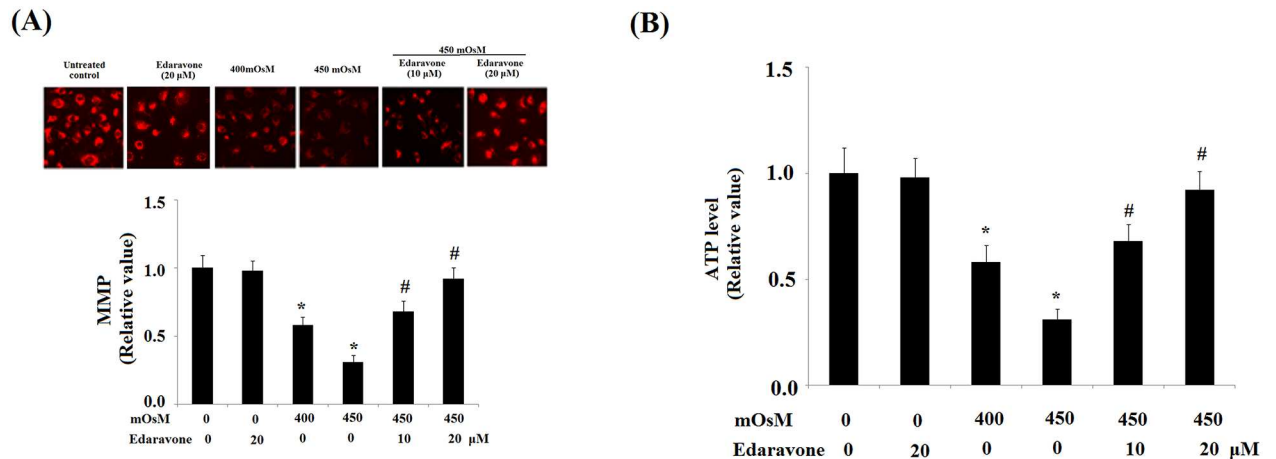 (A)
450 mOsM
Untreated control
Edaravone (20 μM)
400mOsM
450 mOsM
Edaravone (10 μM)
Edaravone (20 μM)
MMP
(Relative value)
1.5
1.0
0.5
0.0
*
*
#
#
mOsM 0 0 400 450 450 450
Edaravone 0 20 0 0 10 20 μM
(B)
ATP level
(Relative value)
1.5
1.0
0.5
0.0
*
*
#
#
mOsM 0 0 400 450 450 450
Edaravone 0 20 0 0 10 20 μM